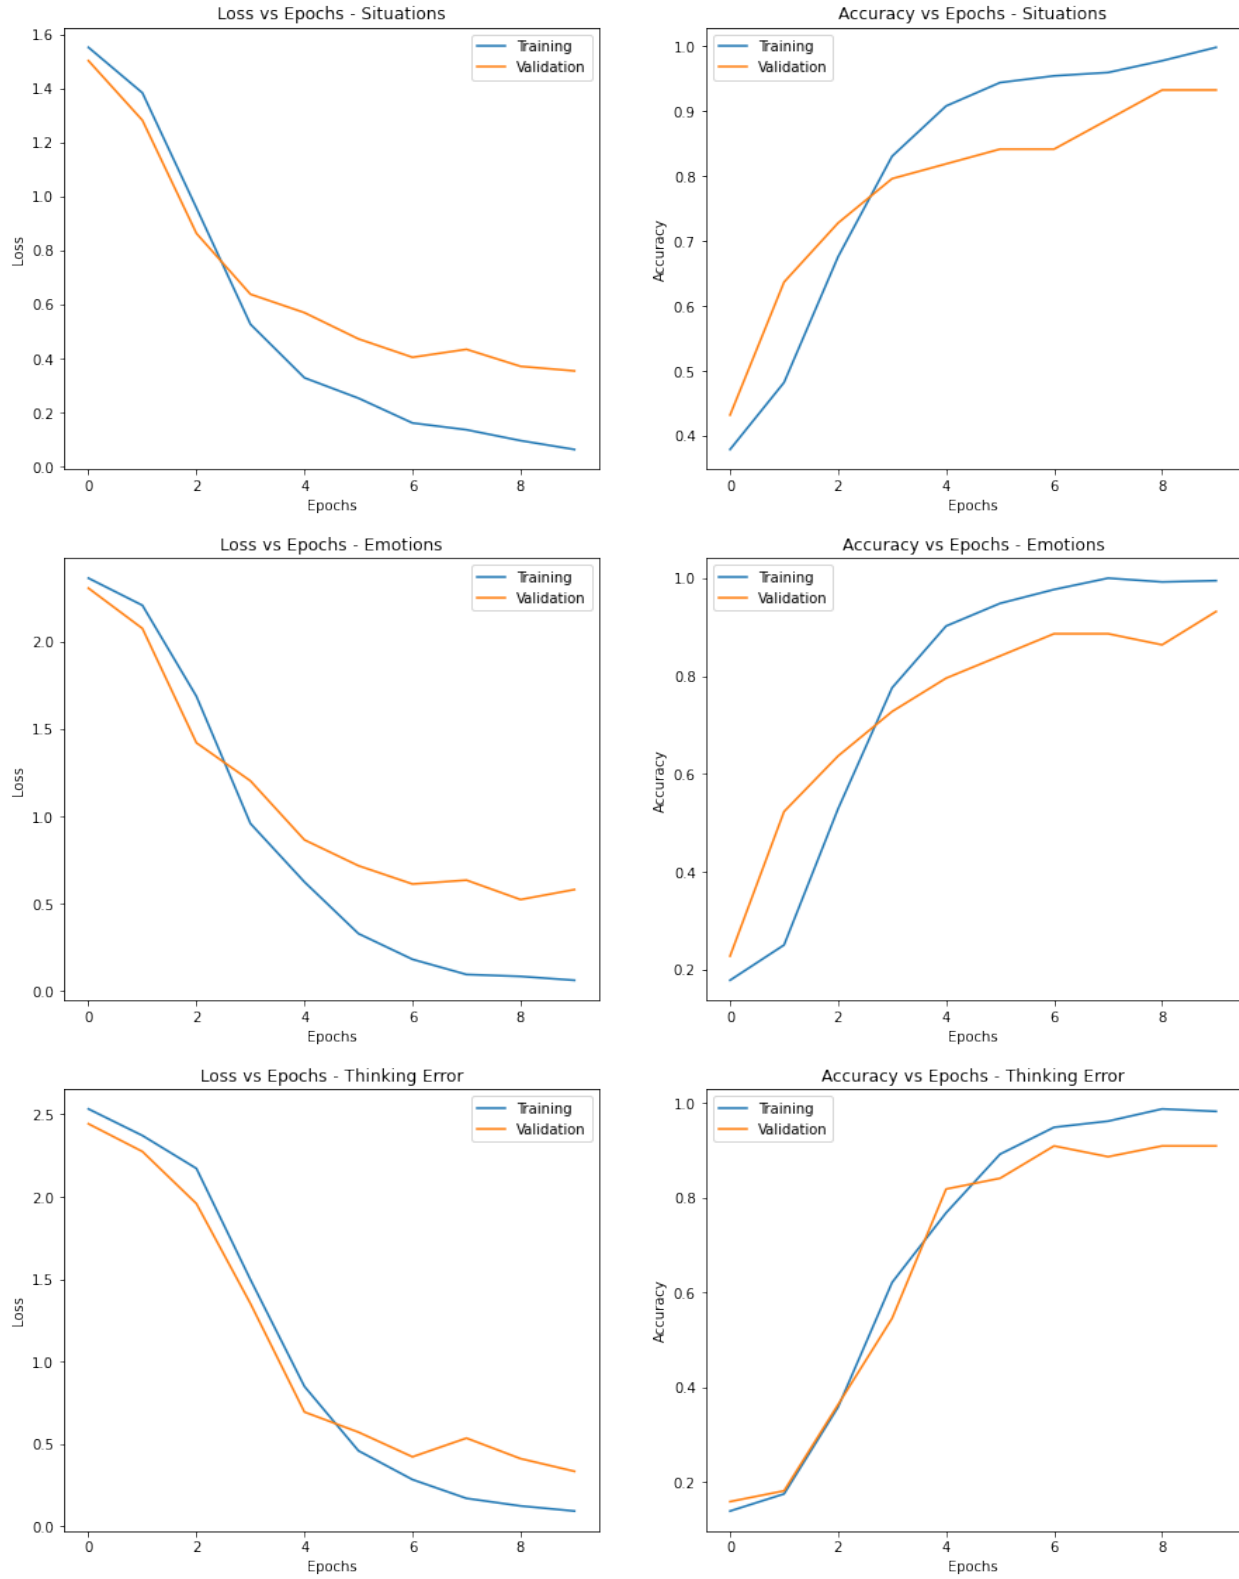 Loss vs Epochs - Situations
Training
Validation
1.6
1.4
1.2
1.0
0.8
0.6
0.4
0.2
0.0
Loss
0 2 4 6 8
Epochs
Accuracy vs Epochs - Situations
Training
Validation
1.0
0.9
0.8
0.7
0.6
0.5
0.4
Accuracy
0 2 4 6 8
Epochs
Loss vs Epochs - Emotions
Training
Validation
2.0
1.5
1.0
0.5
0.0
Loss
0 2 4 6 8
Epochs
Accuracy vs Epochs - Emotions
Training
Validation
1.0
0.8
0.6
0.4
0.2
Accuracy
0 2 4 6 8
Epochs
Loss vs Epochs - Thinking Error
Training
Validation
2.5
2.0
1.5
1.0
0.5
0.0
Loss
0 2 4 6 8
Epochs
Accuracy vs Epochs - Thinking Error
Training
Validation
1.0
0.8
0.6
0.4
0.2
Accuracy
0 2 4 6 8
Epochs